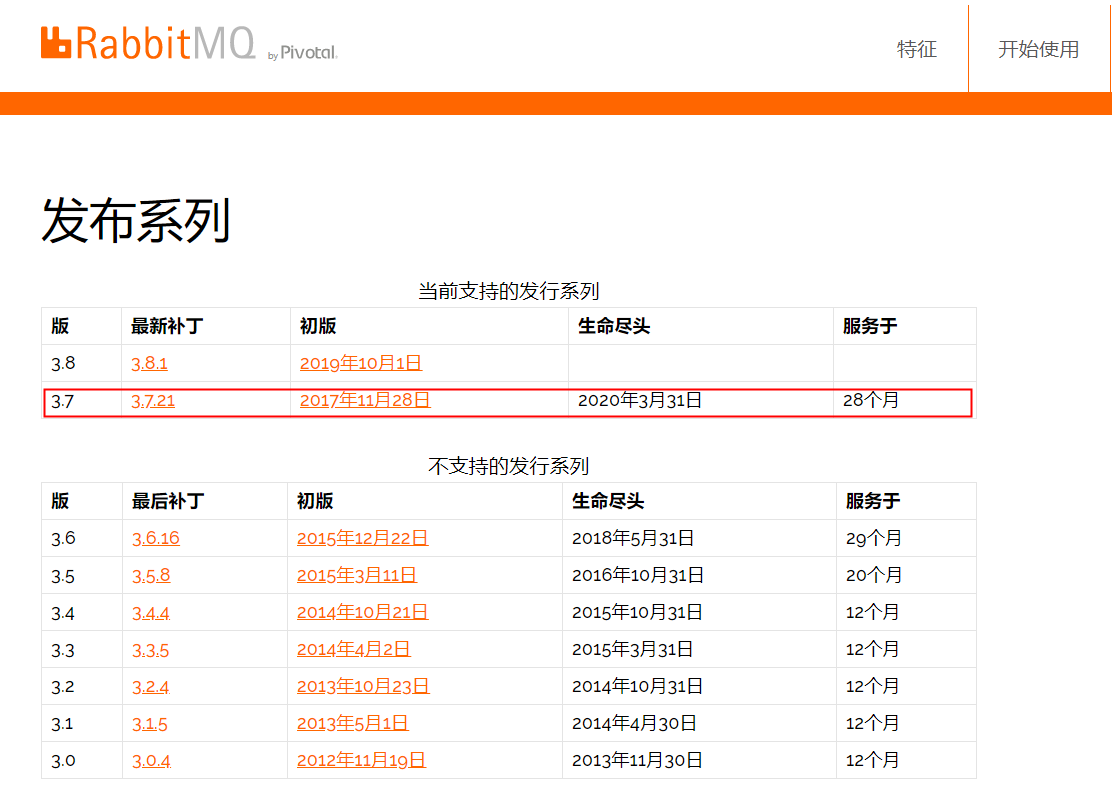 RabbitMQ by Pivotal.
特征 开始使用
发布系列
当前支持的发行系列
版 最新补丁 初版 生命尽头 服务于
3.8 3.8.1 2019年10月1日
3.7 3.7.21 2017年11月28日 2020年3月31日 28个月
不支持的发行系列
版 最后补丁 初版 生命尽头 服务于
3.6 3.6.16 2015年12月22日 2018年5月31日 29个月
3.5 3.5.8 2015年3月11日 2016年10月31日 20个月
3.4 3.4.4 2014年10月21日 2015年10月31日 12个月
3.3 3.3.5 2014年4月2日 2015年3月31日 12个月
3.2 3.2.4 2013年10月23日 2014年10月31日 12个月
3.1 3.1.5 2013年5月1日 2014年4月30日 12个月
3.0 3.0.4 2012年11月19日 2013年11月30日 12个月